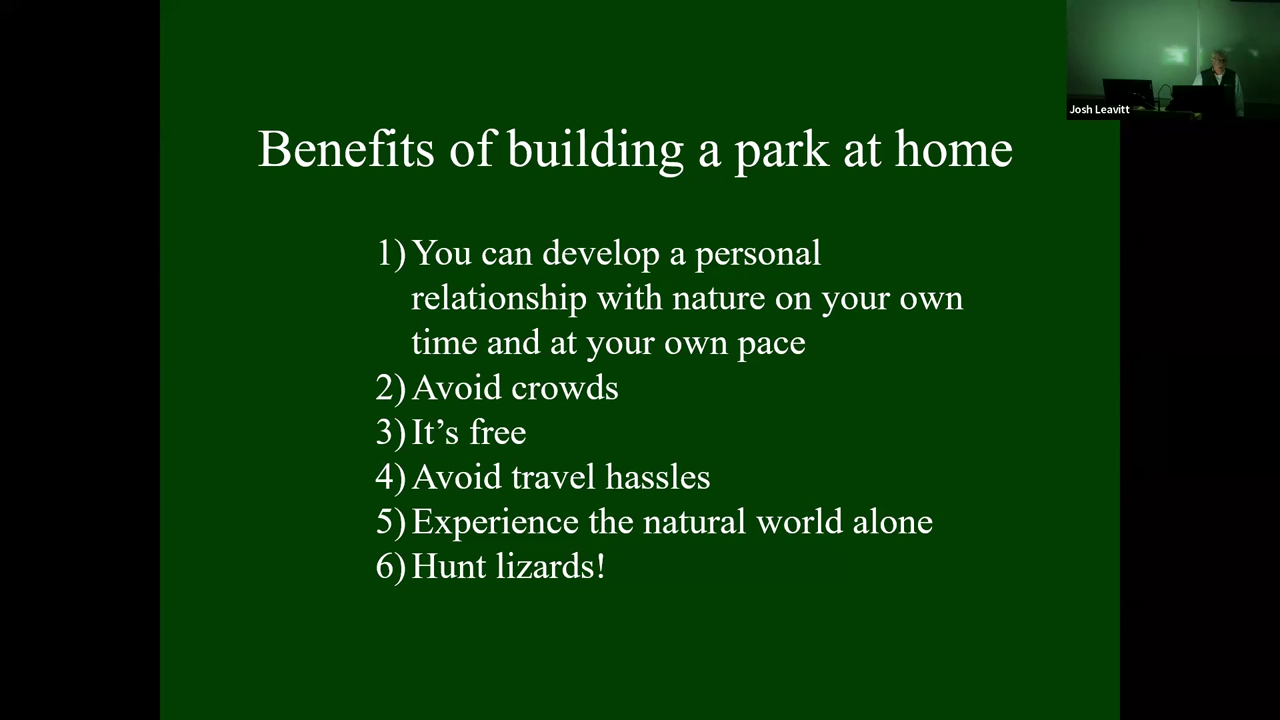 Josh Leavitt
Benefits of building a park at home
1) You can develop a personal
relationship with nature on your own
time and at your own pace
2) Avoid crowds
3) It’s free
4) Avoid travel hassles
5) Experience the natural world alone
6) Hunt lizards!